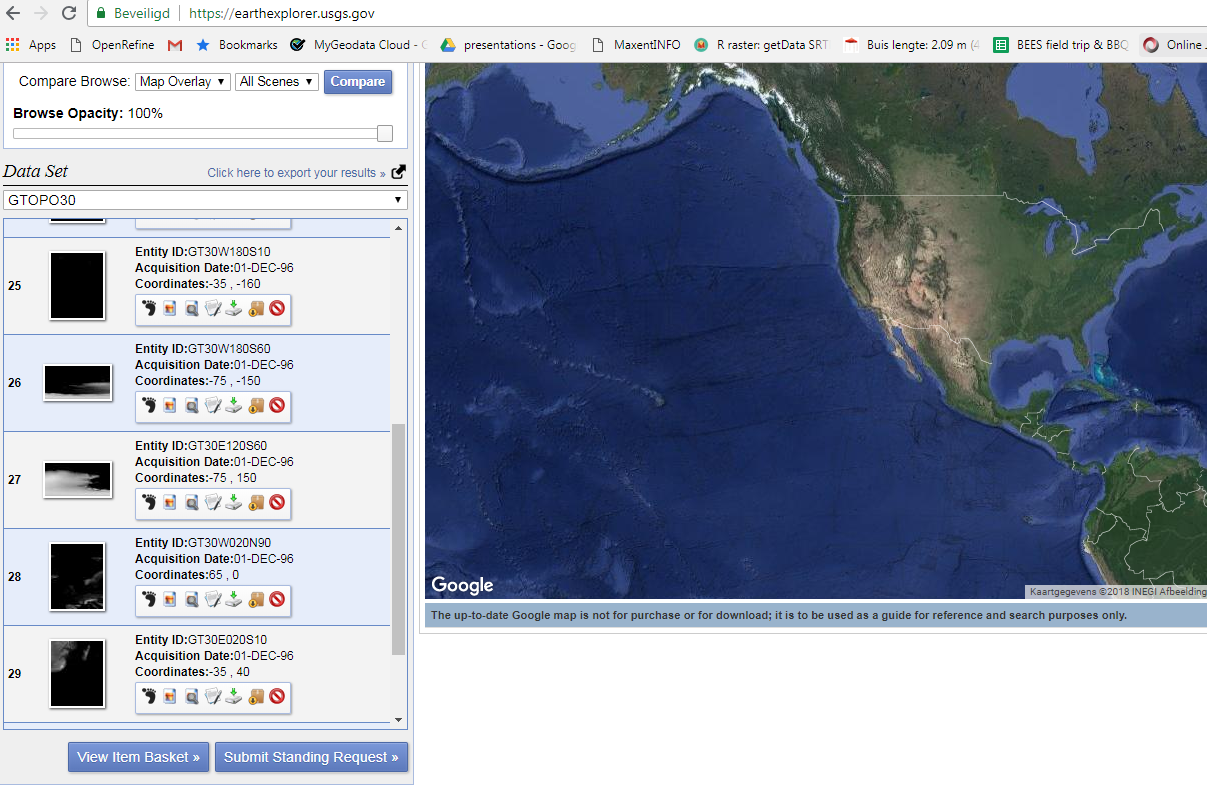 Beveiligd
https://earthexplorer.usgs.gov
Apps
OpenRefine
Bookmarks
MyGeodata Cloud -
presentations - Goog
MaxentINFO
R raster: getData SRT
Buis lengte: 2.09 m (4
BEES field trip & BBQ
Online
Compare Browse: Map Overlay ▼ All Scenes ▼ Compare
Browse Opacity: 100%
Data Set
Click here to export your results »
GTOPO30
25
Entity ID:GT30W180S10
Acquisition Date:01-DEC-96
Coordinates:-35 , -160
26
Entity ID:GT30W180S60
Acquisition Date:01-DEC-96
Coordinates:-75 , -150
27
Entity ID:GT30E120S60
Acquisition Date:01-DEC-96
Coordinates:-75 , 150
28
Entity ID:GT30W020N90
Acquisition Date:01-DEC-96
Coordinates:65 , 0
29
Entity ID:GT30E020S10
Acquisition Date:01-DEC-96
Coordinates:-35 , 40
View Item Basket »
Submit Standing Request »
Google
Kaartgegevens ©2018 INEGI Afbeelding
The up-to-date Google map is not for purchase or for download; it is to be used as a guide for reference and search purposes only.